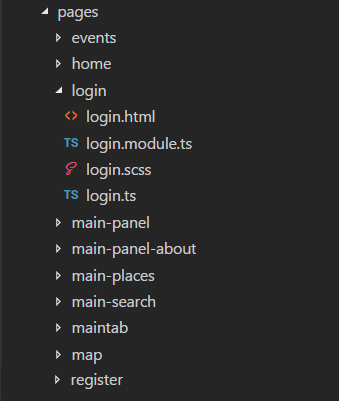 pages
events
home
login
<> login.html
TS login.module.ts
login.scss
TS login.ts
main-panel
main-panel-about
main-places
main-search
maintab
map
register